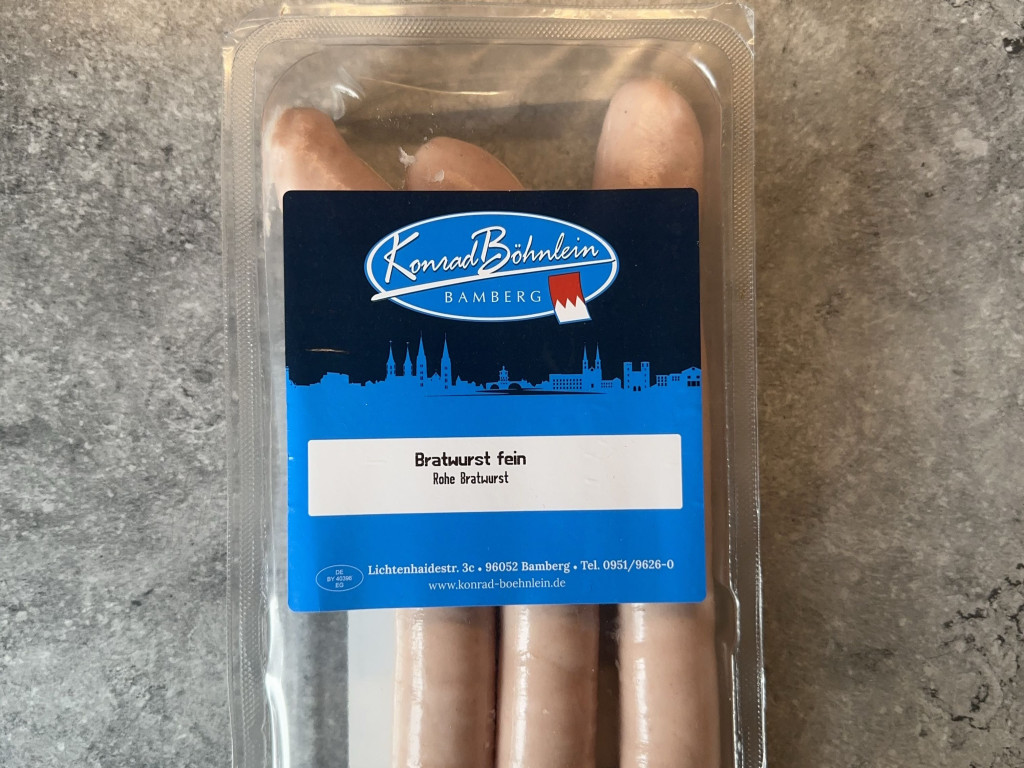 Konrad Böhnlein
BAMBERG
Bratwurst fein
Rohe Bratwurst
Lichtenhaidestr. 3c • 96052 Bamberg • Tel. 0951/9626-0
www.konrad-boehnlein.de
DE
BY 40396
EG